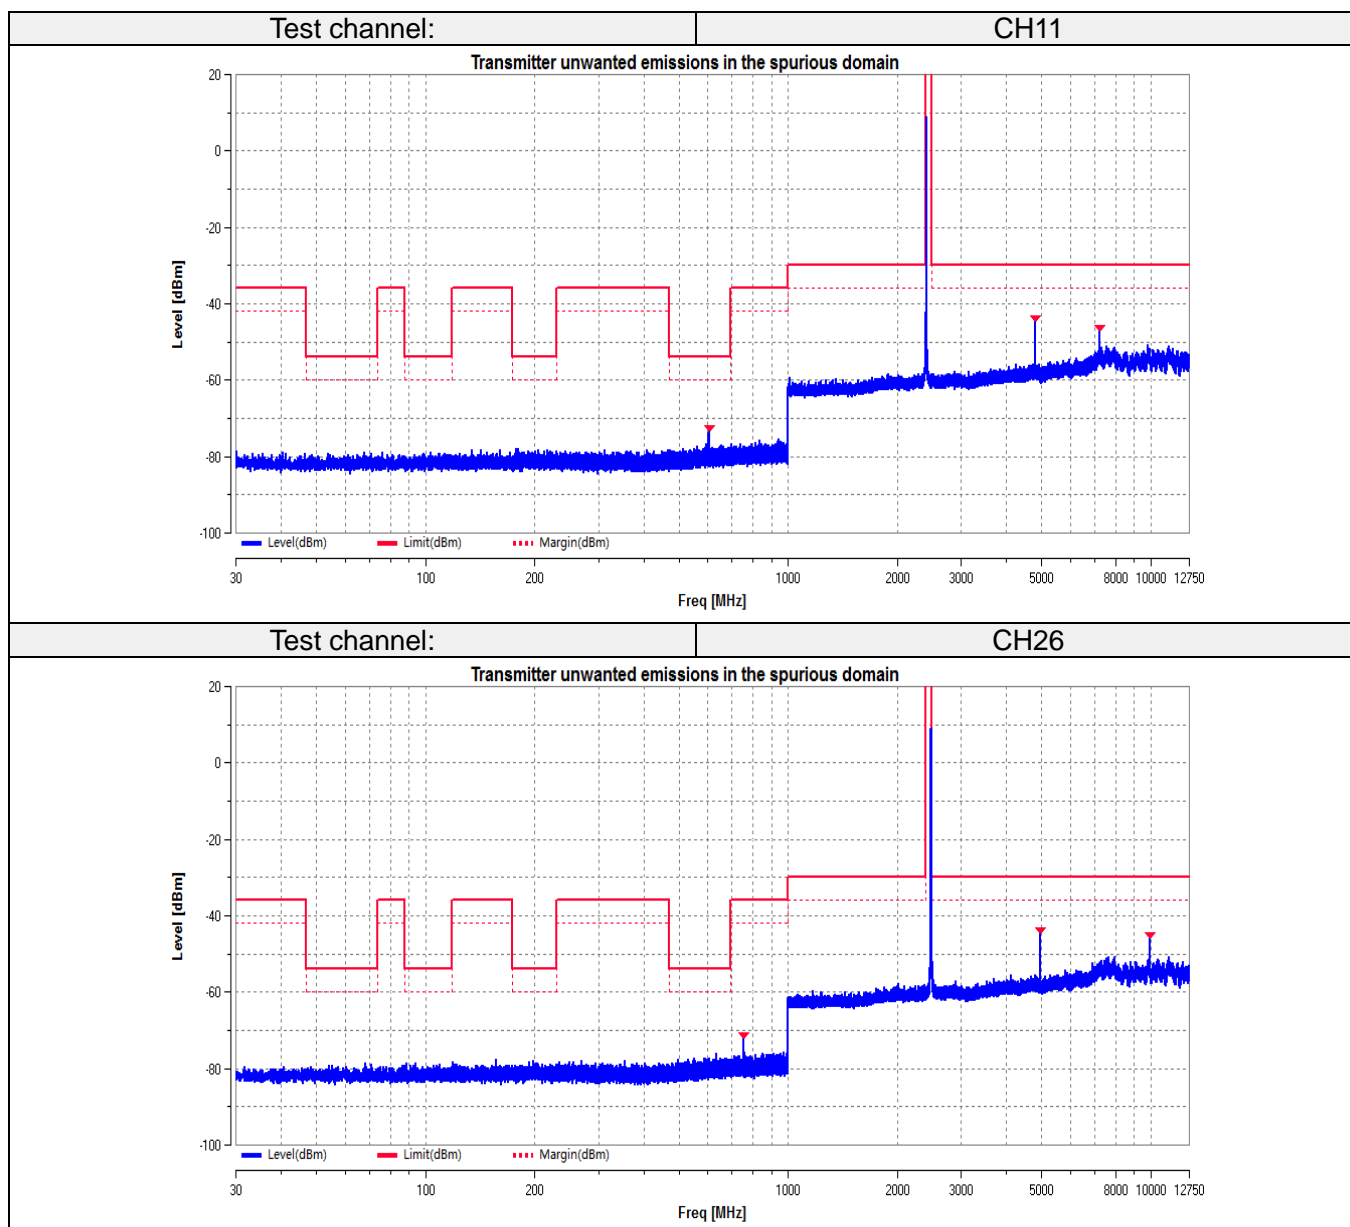 Test channel: CH11
Transmitter unwanted emissions in the spurious domain
20
0
-20
-40
-60
-80
-100
Level [dBm]
Level(dBm) Limit(dBm) Margin(dBm)
30 100 200 1000 2000 3000 5000 8000 10000 12750
Freq [MHz]
Test channel: CH26
Transmitter unwanted emissions in the spurious domain
20
0
-20
-40
-60
-80
-100
Level [dBm]
Level(dBm) Limit(dBm) Margin(dBm)
30 100 200 1000 2000 3000 5000 8000 10000 12750
Freq [MHz]